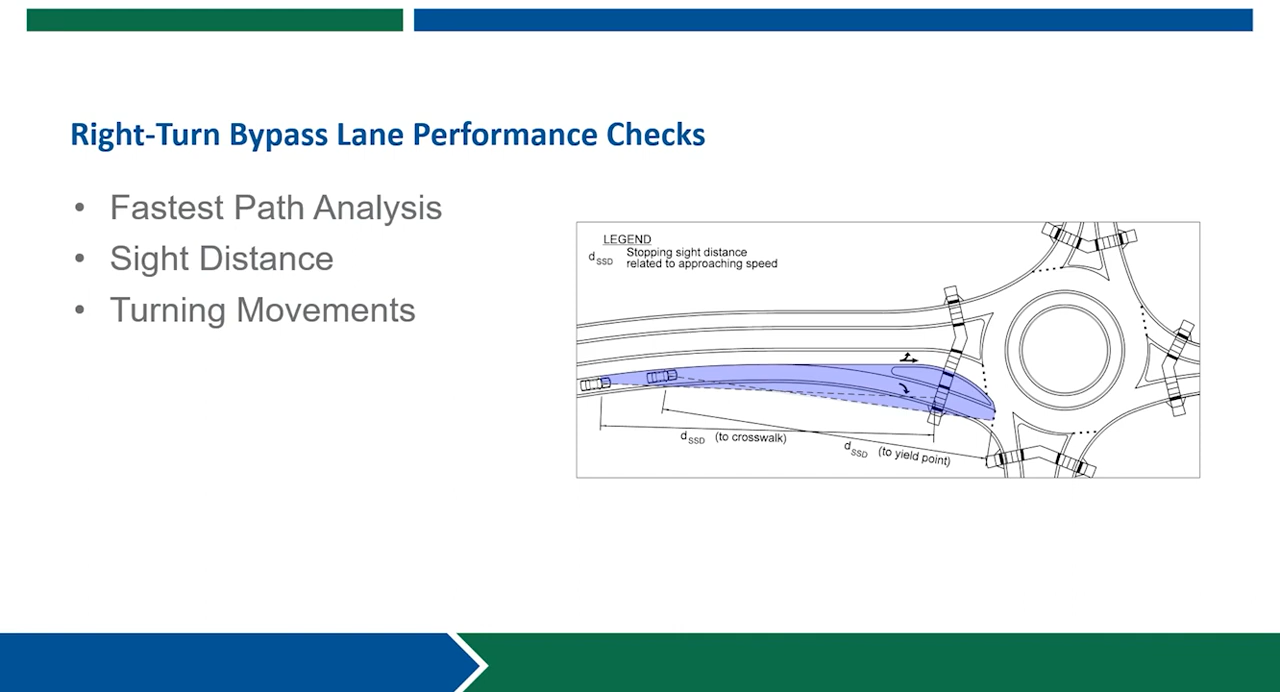 Right-Turn Bypass Lane Performance Checks
• Fastest Path Analysis
• Sight Distance
• Turning Movements
LEGEND
dSSD Stopping sight distance
related to approaching speed
dSSD (to crosswalk)
dSSD (to yield point)